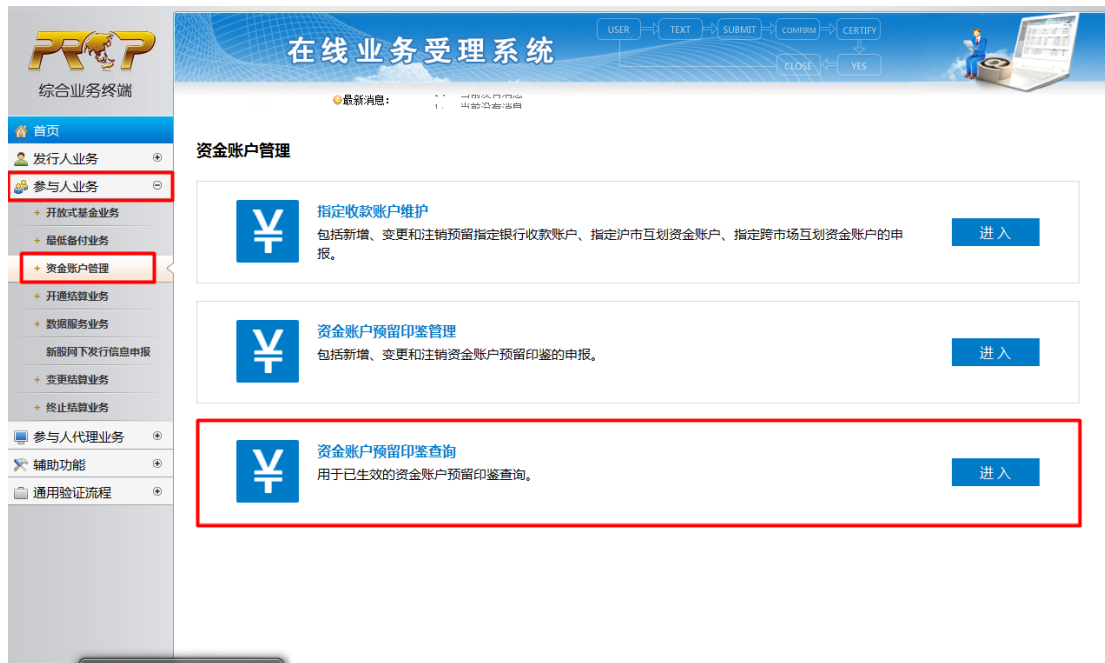 PROP
综合业务终端
在线业务受理系统
USER
TEXT
SUBMIT
COMFIRM
CERTIFY
CLOSE
YES
最新消息：
首页
发行人业务
参与人业务
+ 开放式基金业务
+ 最低备付业务
+ 资金账户管理
+ 开通结算业务
+ 数据服务业务
新股网下发行信息申报
+ 变更结算业务
+ 终止结算业务
参与人代理业务
辅助功能
通用验证流程
资金账户管理
指定收款账户维护
包括新增、变更和注销预留指定银行收款账户、指定沪市互划资金账户、指定跨市场互划资金账户的申
报。
进入
资金账户预留印鉴管理
包括新增、变更和注销资金账户预留印鉴的申报。
进入
资金账户预留印鉴查询
用于已生效的资金账户预留印鉴查询。
进入